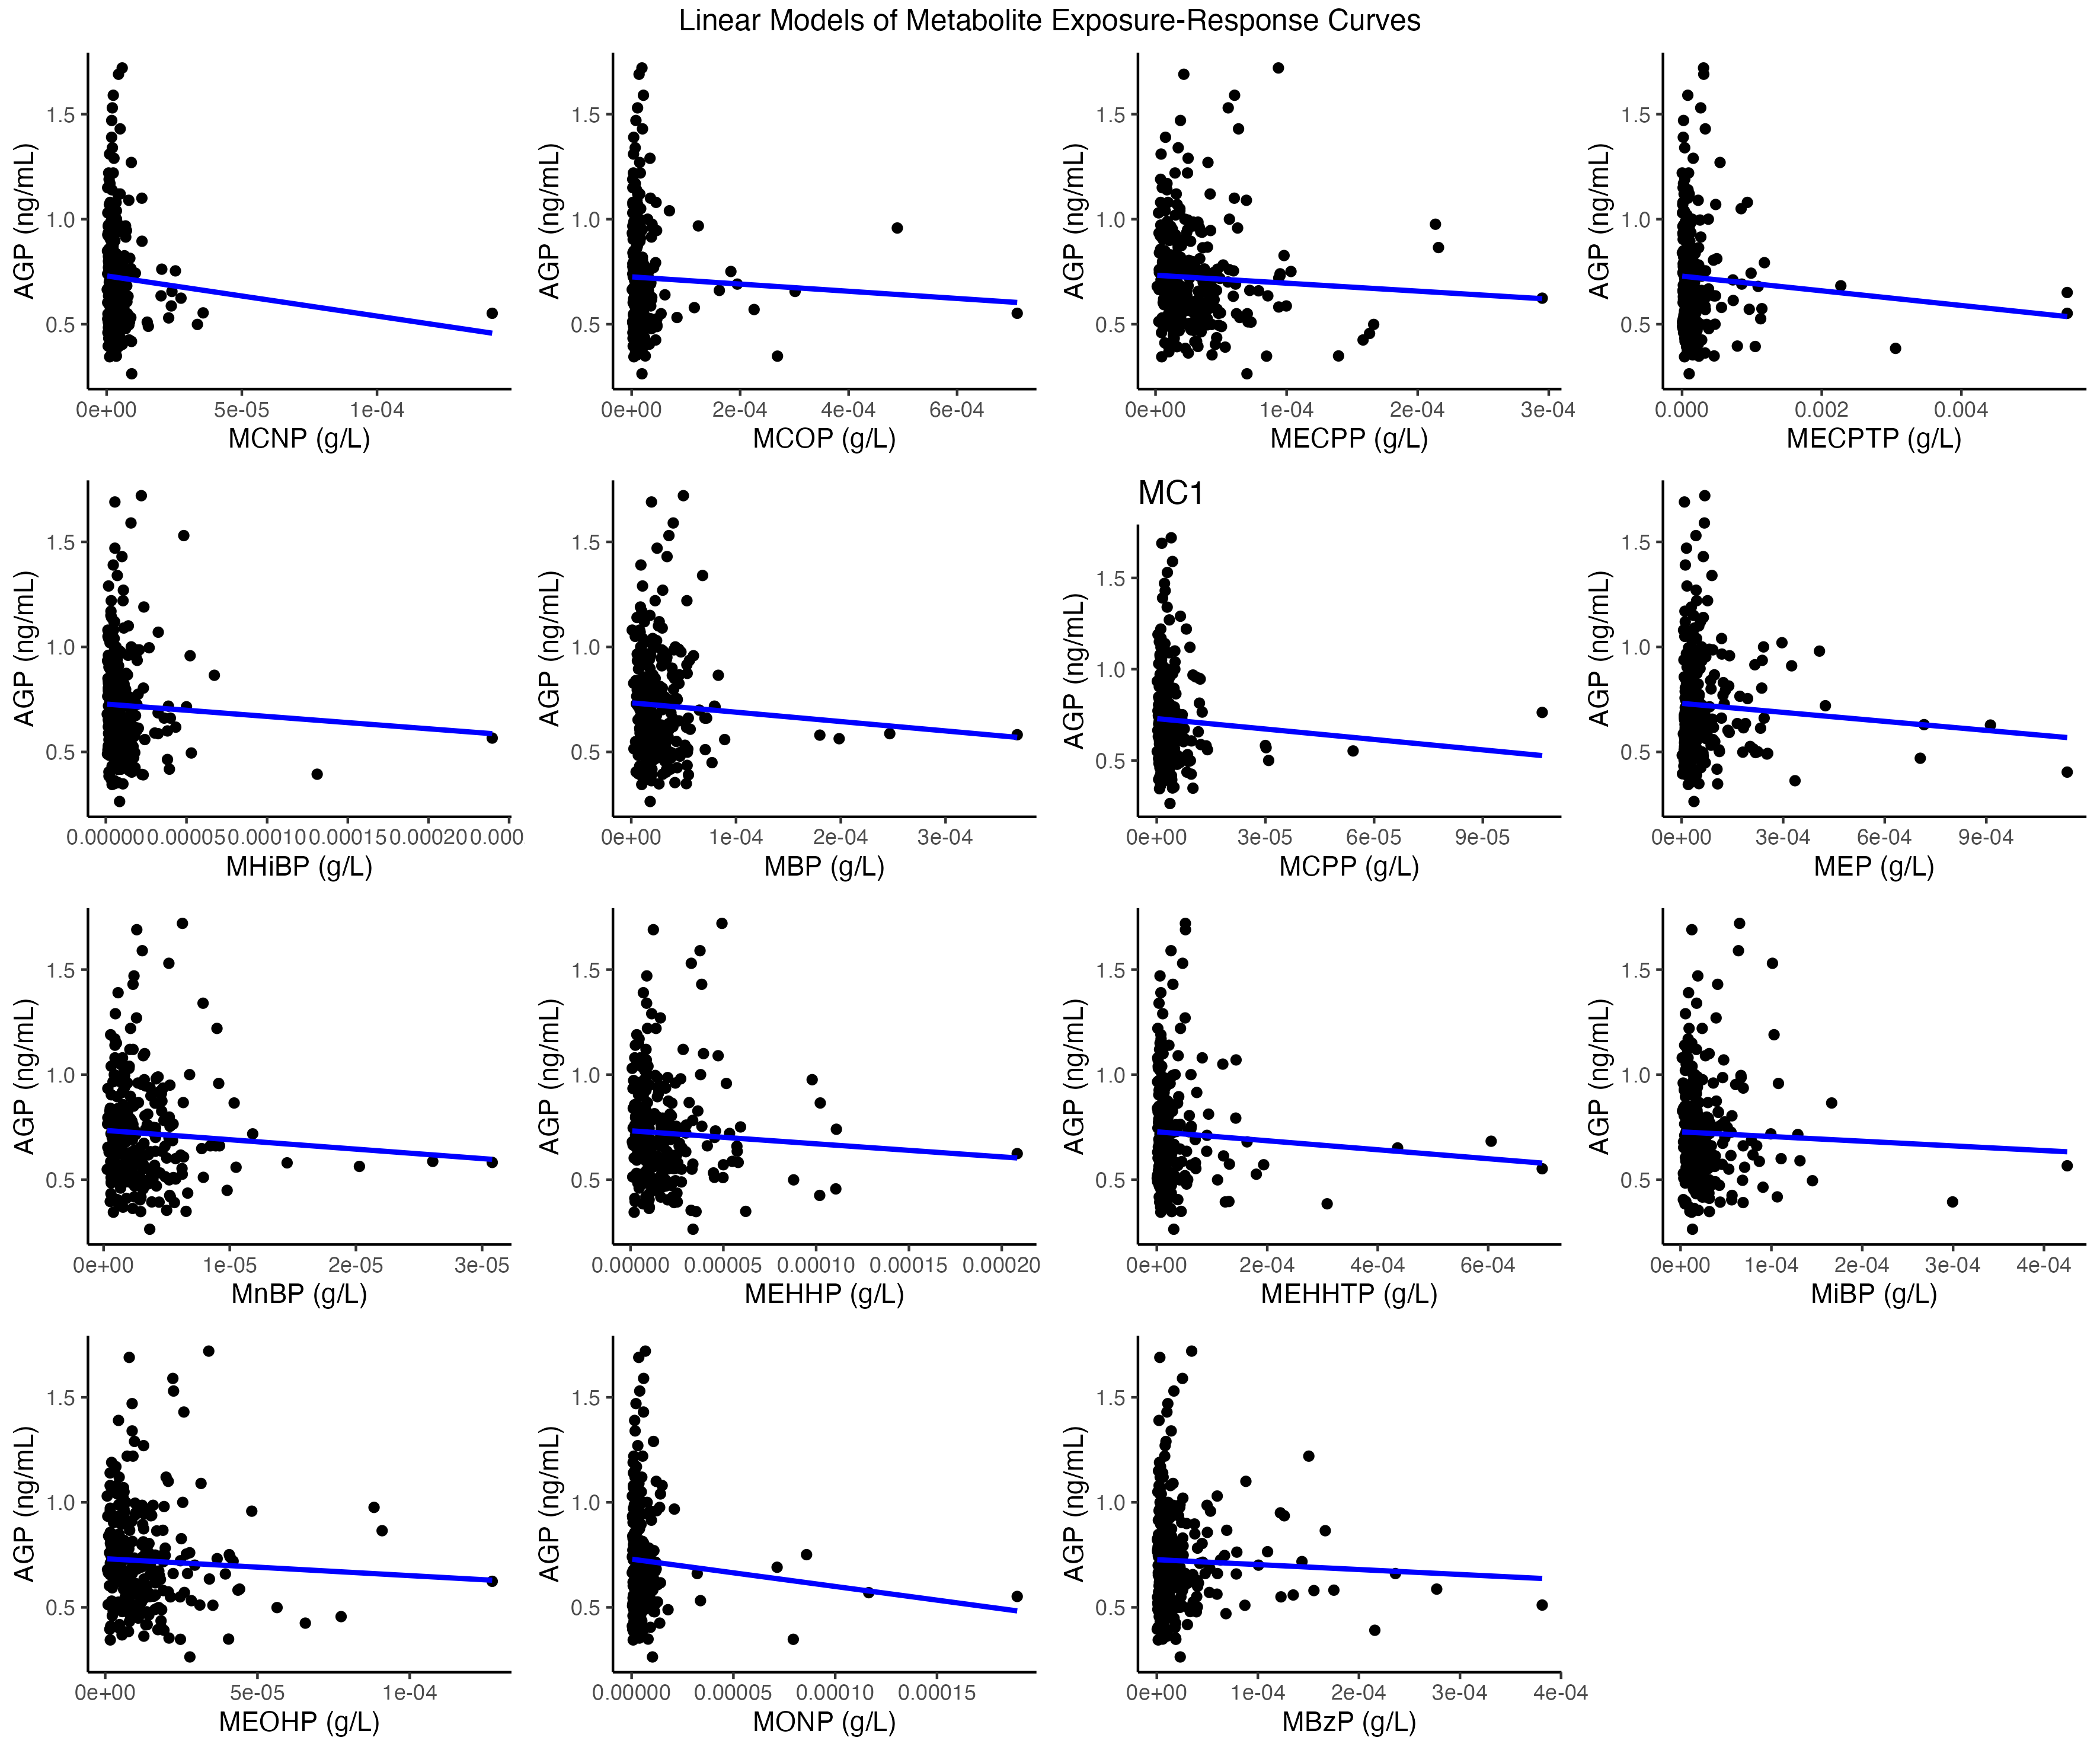 Linear Models of Metabolite Exposure-Response Curves
AGP (ng/mL)
1.5
1.0
0.5
0e+00 5e-05 1e-04
MCNP (g/L)
AGP (ng/mL)
1.5
1.0
0.5
0e+00 2e-04 4e-04 6e-04
MCOP (g/L)
AGP (ng/mL)
1.5
1.0
0.5
0e+00 1e-04 2e-04 3e-04
MECPP (g/L)
AGP (ng/mL)
1.5
1.0
0.5
0.000 0.002 0.004
MECPTP (g/L)
AGP (ng/mL)
1.5
1.0
0.5
0.00000 0.00005 0.00010 0.00015 0.00020 0.000
MHiBP (g/L)
AGP (ng/mL)
1.5
1.0
0.5
0e+00 1e-04 2e-04 3e-04
MBP (g/L)
MC1
AGP (ng/mL)
1.5
1.0
0.5
0e+00 3e-05 6e-05 9e-05
MCPP (g/L)
AGP (ng/mL)
1.5
1.0
0.5
0e+00 3e-04 6e-04 9e-04
MEP (g/L)
AGP (ng/mL)
1.5
1.0
0.5
0e+00 1e-05 2e-05 3e-05
MnBP (g/L)
AGP (ng/mL)
1.5
1.0
0.5
0.00000 0.00005 0.00010 0.00015 0.00020
MEHHP (g/L)
AGP (ng/mL)
1.5
1.0
0.5
0e+00 2e-04 4e-04 6e-04
MEHHTP (g/L)
AGP (ng/mL)
1.5
1.0
0.5
0e+00 1e-04 2e-04 3e-04 4e-04
MiBP (g/L)
AGP (ng/mL)
1.5
1.0
0.5
0e+00 5e-05 1e-04
MEOHP (g/L)
AGP (ng/mL)
1.5
1.0
0.5
0.00000 0.00005 0.00010 0.00015
MONP (g/L)
AGP (ng/mL)
1.5
1.0
0.5
0e+00 1e-04 2e-04 3e-04 4e-04
MBzP (g/L)